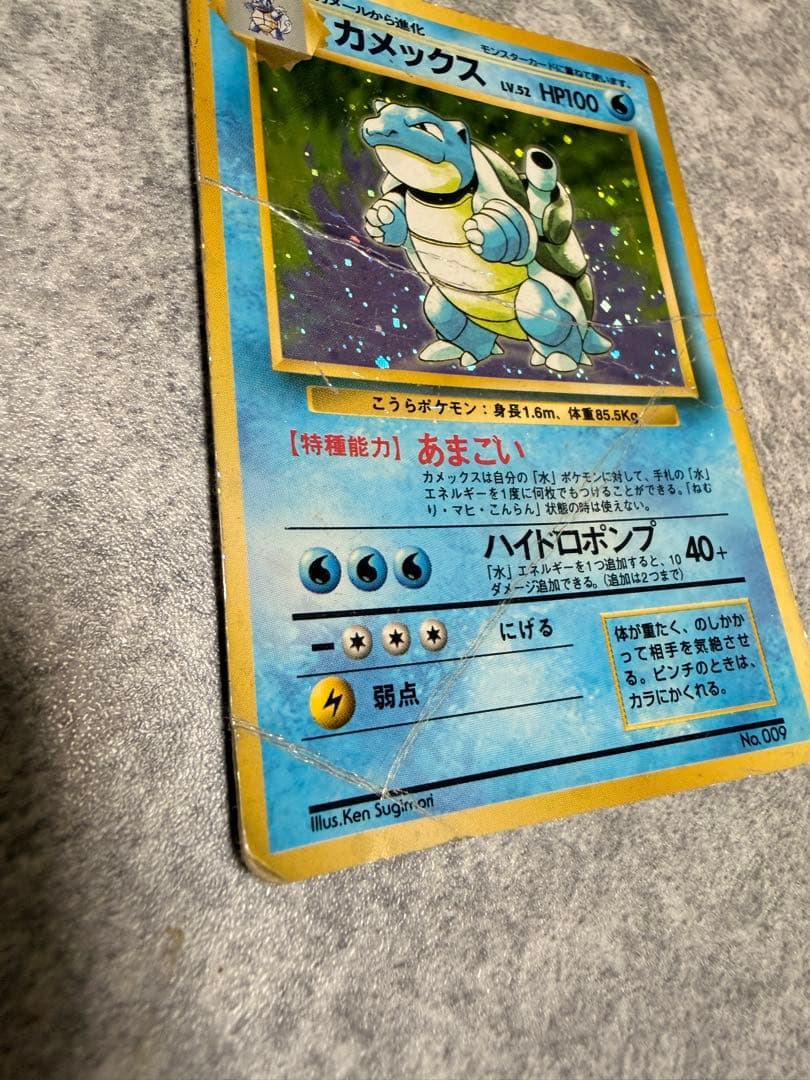 メールから進化
モンスターカードに重ねて使います。
カメックス LV.52 HP100
こうらポケモン：身長1.6m、体重85.5Kg
【特種能力】あまごい
カメックスは自分の「水」ポケモンに対して、手札の「水」
エネルギーを1度に何枚でもつけることができる。「ねむ
り・マヒ・こんらん」状態の時は使えない。
ハイドロポンプ 40+
「水」エネルギーを1つ追加すると、10
ダメージ追加できる。（追加は2つまで）
にげる
弱点
体が重たく、のしかか
って相手を気絶させ
る。ピンチのときは、
カラにかくれる。
No.009
Illus.Ken Sugimori